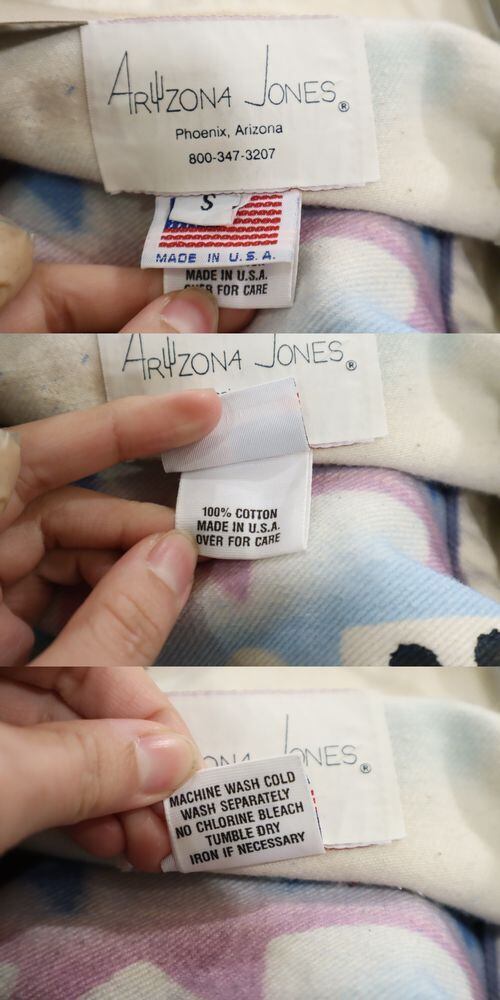 ARIZONA JONES®
Phoenix, Arizona
800-347-3207
S
MADE IN U.S.A.
MADE IN U.S.A.
OVER FOR CARE
ARIZONA JONES®
100% COTTON
MADE IN U.S.A.
OVER FOR CARE
ONA JONES®
MACHINE WASH COLD
WASH SEPARATELY
NO CHLORINE BLEACH
TUMBLE DRY
IRON IF NECESSARY